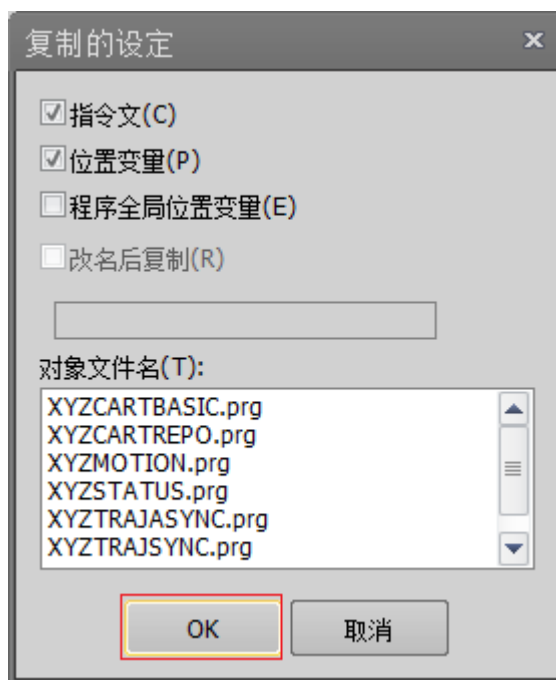 复制的设定
指令文(C)
位置变量(P)
程序全局位置变量(E)
改名后复制(R)
对象文件名(T):
XYZCARTBASIC.prg
XYZCARTREPO.prg
XYZMOTION.prg
XYZSTATUS.prg
XYZTRAJASYNC.prg
XYZTRAJSYNC.prg
OK
取消